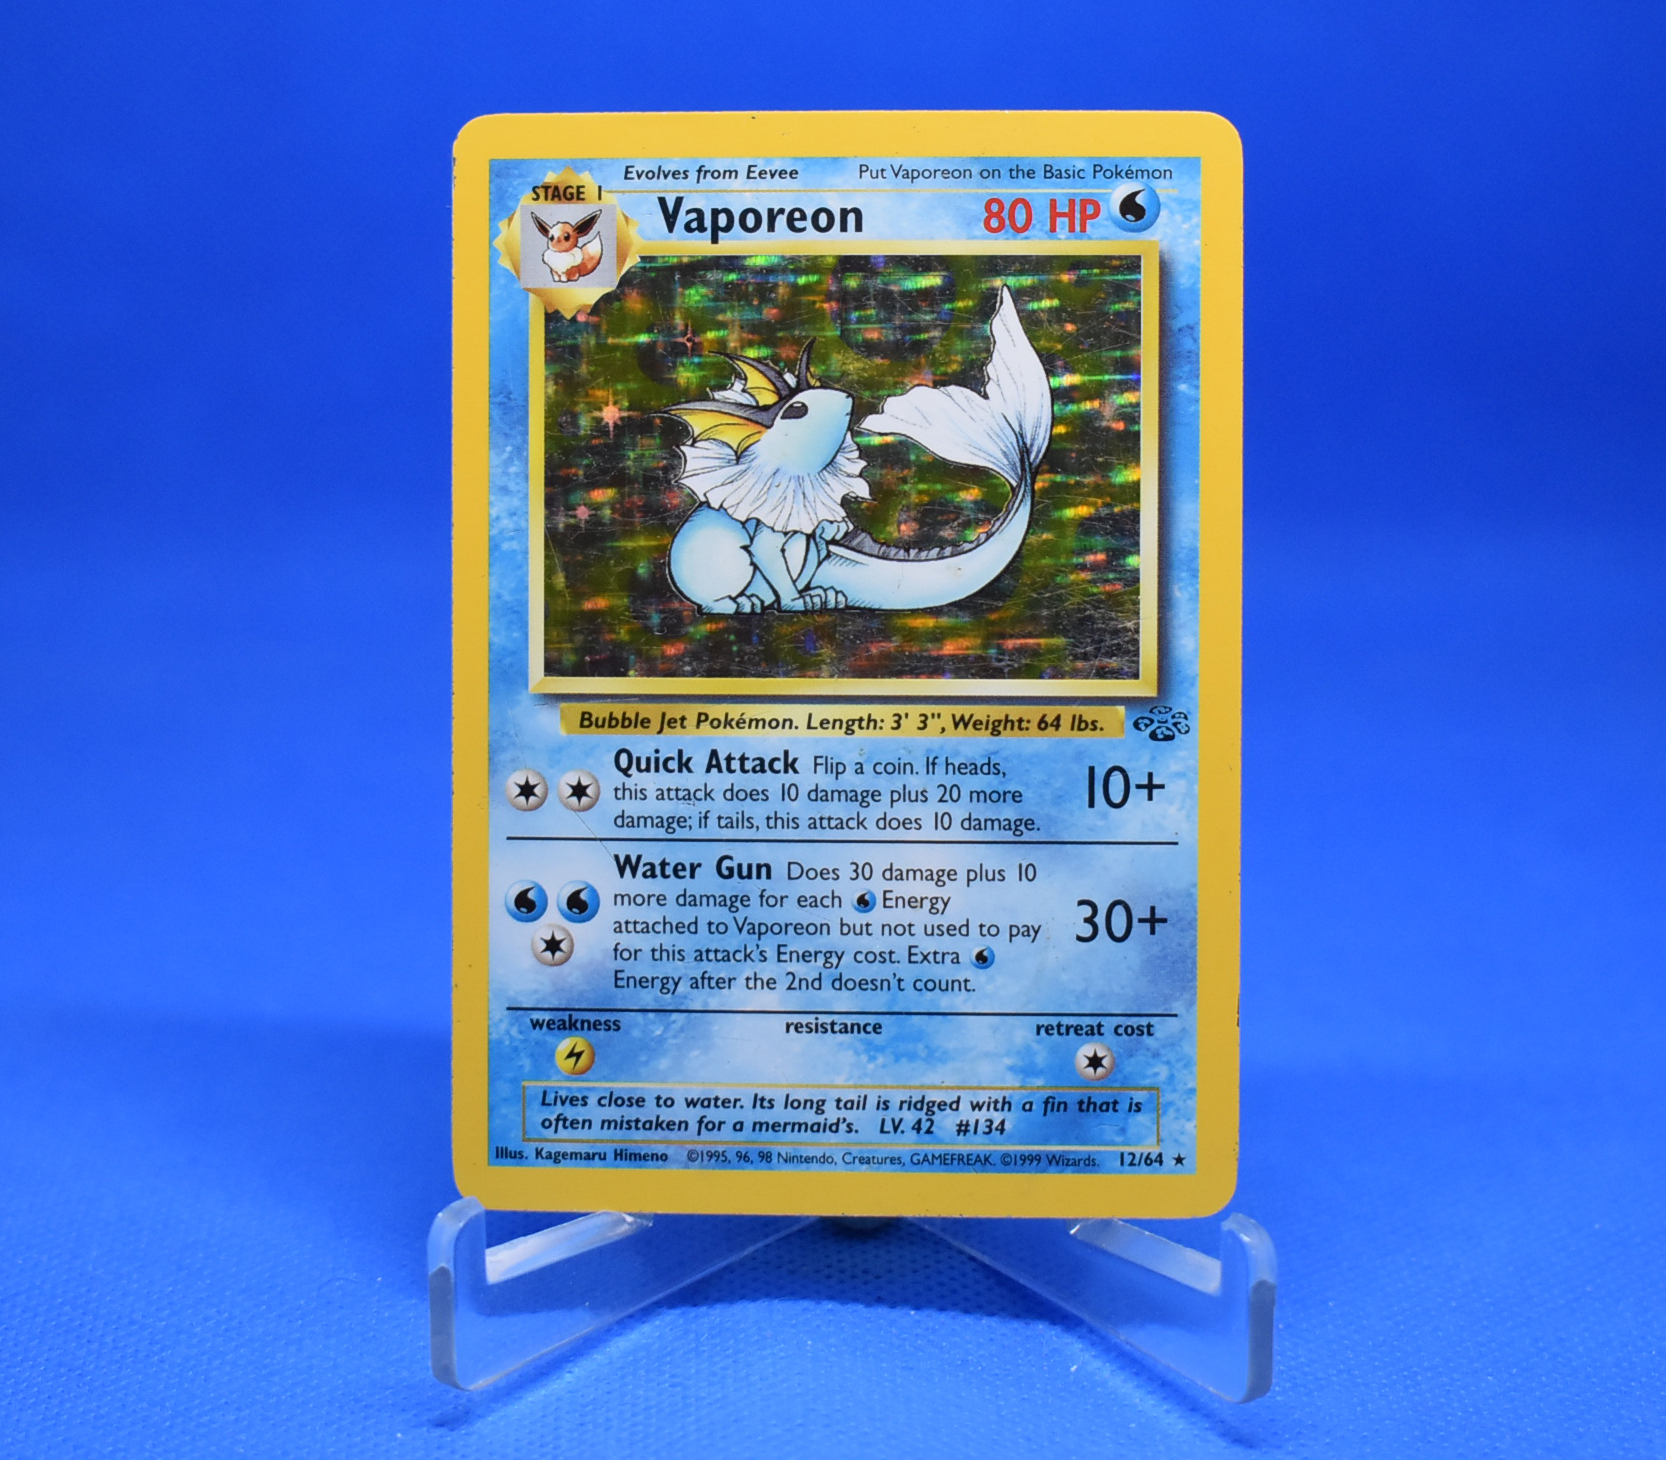 Evolves from Eevee Put Vaporeon on the Basic Pokémon
STAGE 1
Vaporeon 80 HP
Bubble Jet Pokémon. Length: 3' 3", Weight: 64 lbs.
Quick Attack Flip a coin. If heads,
this attack does 10 damage plus 20 more
damage; if tails, this attack does 10 damage.
10+
Water Gun Does 30 damage plus 10
more damage for each Energy
attached to Vaporeon but not used to pay
for this attack's Energy cost. Extra
Energy after the 2nd doesn't count.
30+
weakness resistance retreat cost
Lives close to water. Its long tail is ridged with a fin that is
often mistaken for a mermaid's. LV. 42 #134
Illus. Kagemaru Himeno ©1995, 96, 98 Nintendo, Creatures, GAMEFREAK. ©1999 Wizards. 12/64 ★